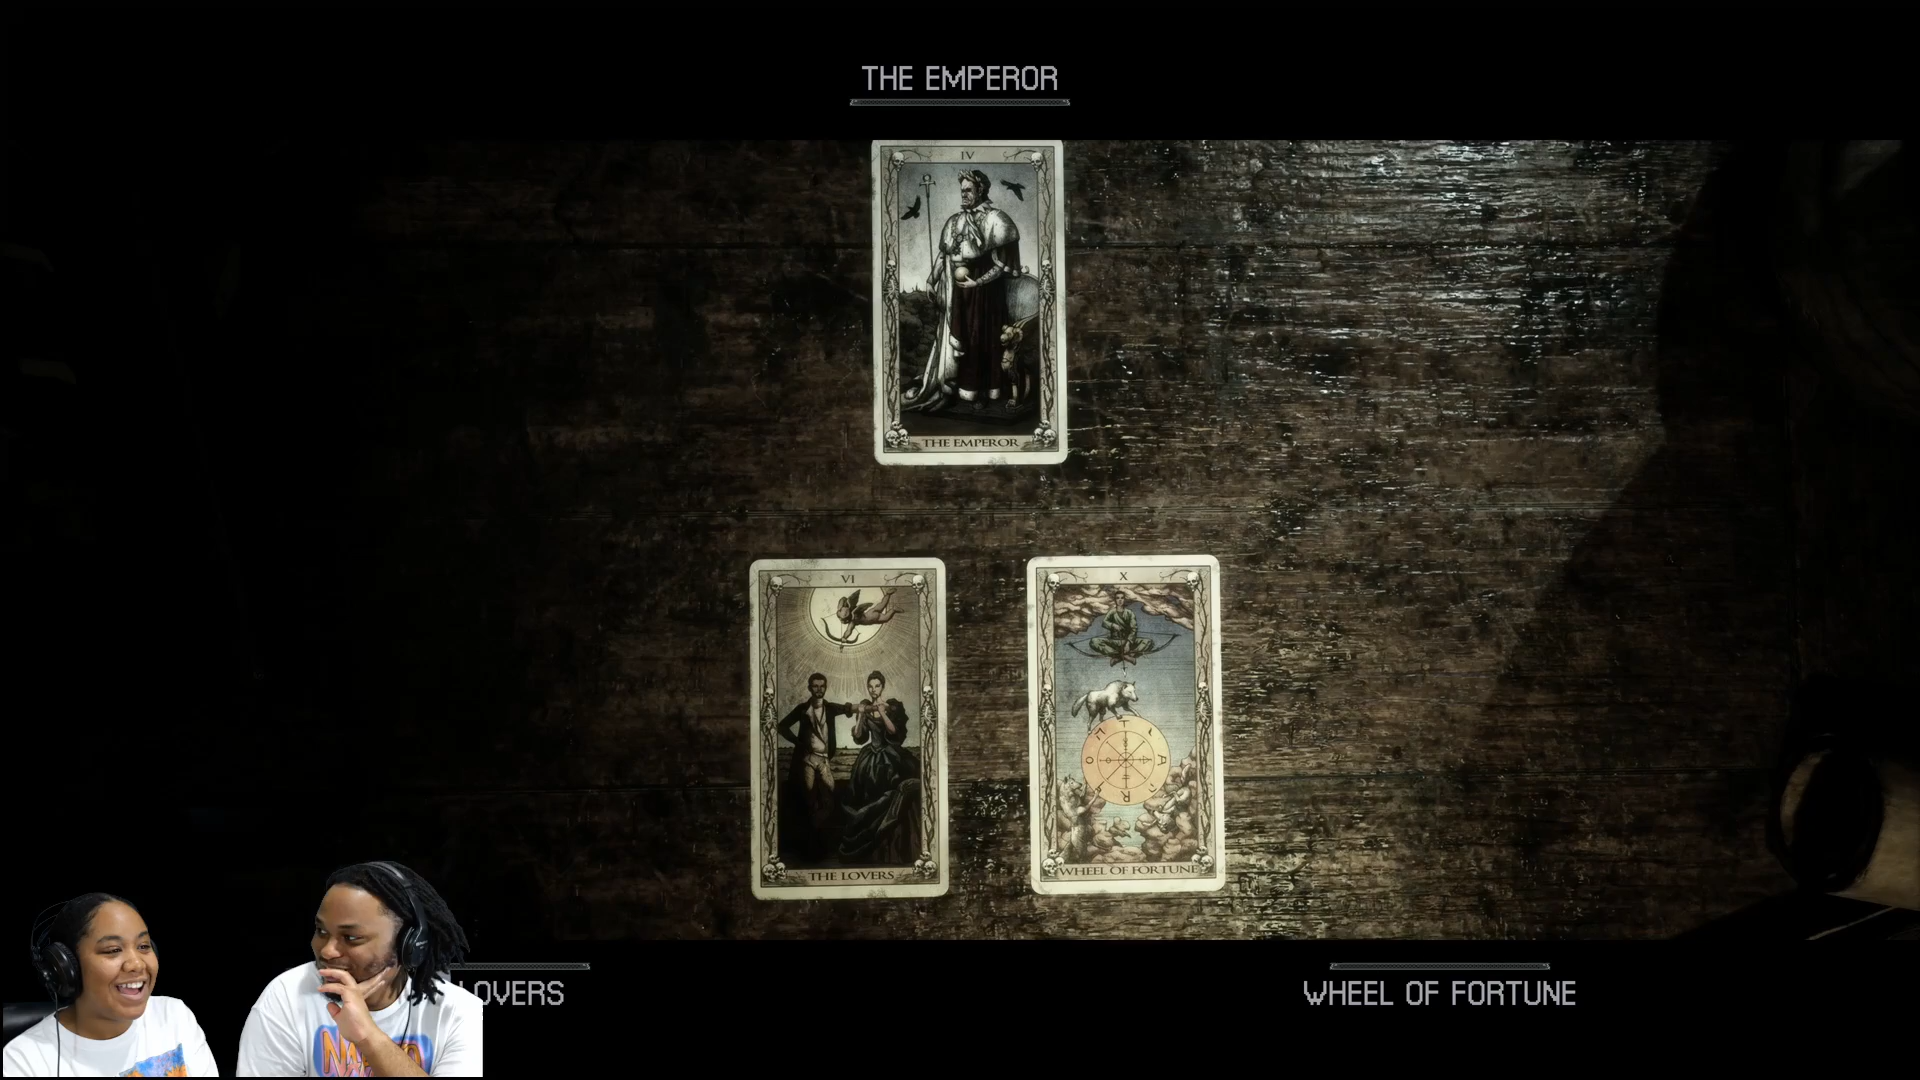 THE EMPEROR
IV
THE EMPEROR
VI
THE LOVERS
X
WHEEL OF FORTUNE
LOVERS
WHEEL OF FORTUNE